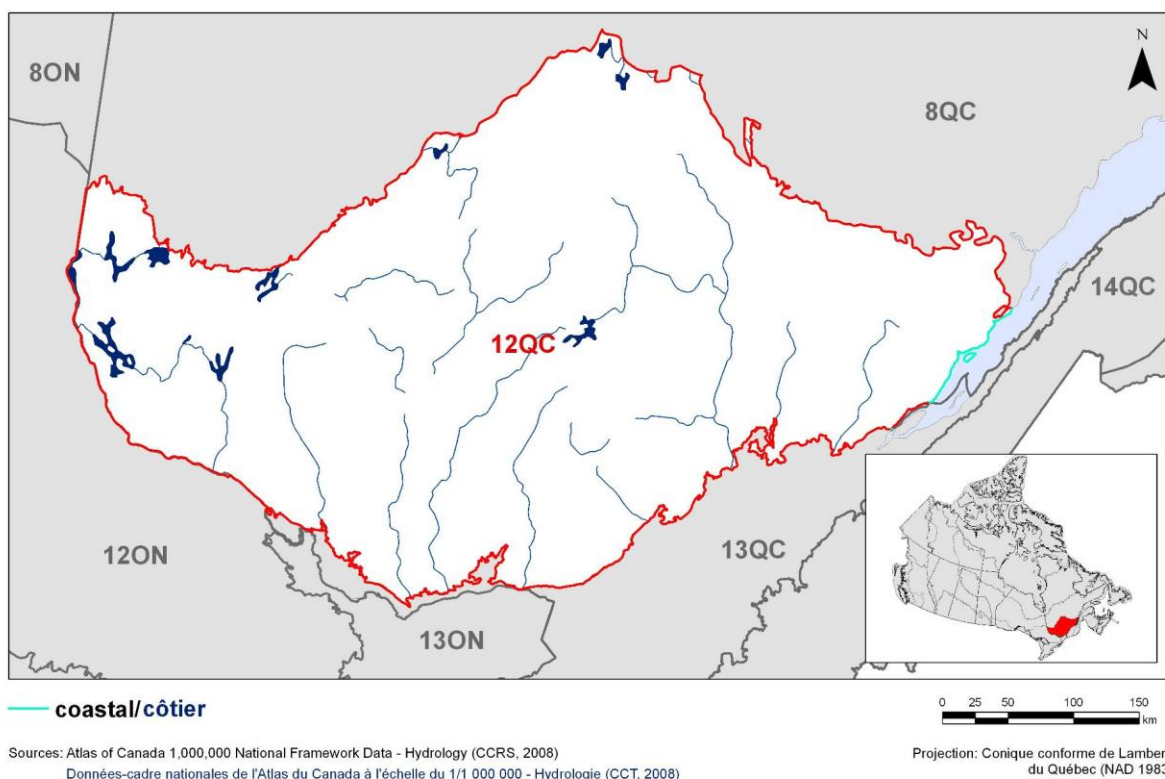 N
8ON
8QC
14QC
12QC
12ON
13QC
13ON
coastal/côtier
0 25 50 100 150
km
Sources: Atlas of Canada 1,000,000 National Framework Data - Hydrology (CCRS, 2008)
Données-cadre nationales de l'Atlas du Canada à l'échelle du 1/1 000 000 - Hydrologie (CCT, 2008)
Projection: Conique conforme de Lamber
du Québec (NAD 1983